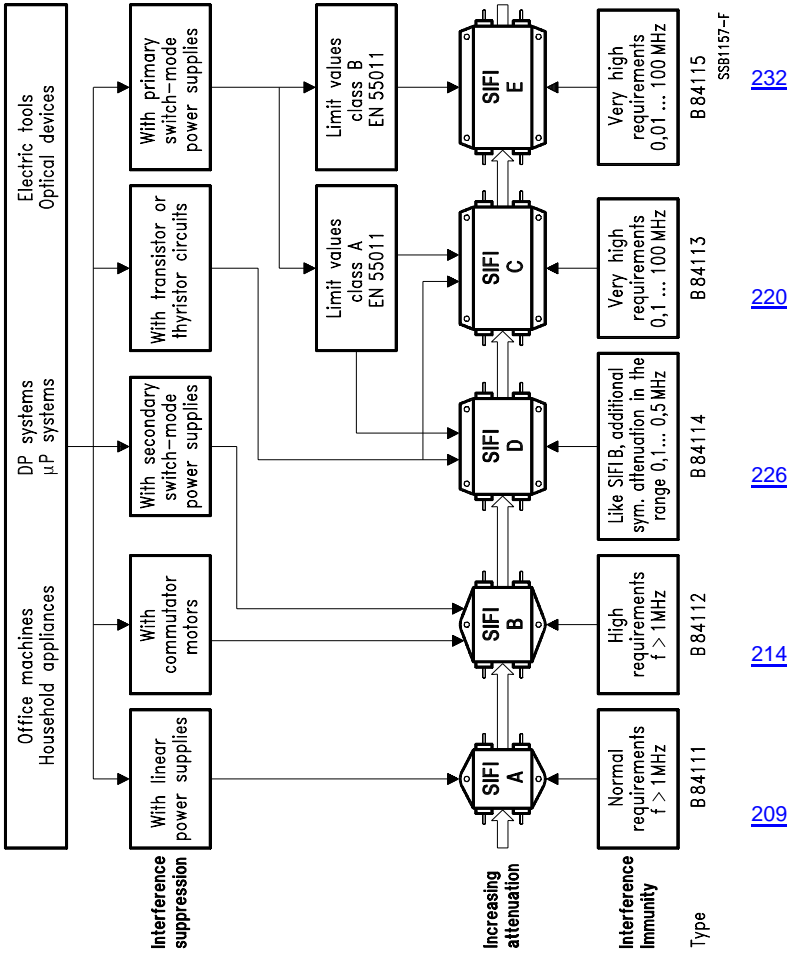 Office machines
Household appliances
DP systems
µP systems
Electric tools
Optical devices
Interference
suppression
With linear
power supplies
With
commutator
motors
With secondary
switch-mode
power supplies
With transistor or
thyristor circuits
With primary
switch-mode
power supplies
Limit values
class A
EN 55011
Limit values
class B
EN 55011
Increasing
attenuation
SIFI
A
SIFI
B
SIFI
D
SIFI
C
SIFI
E
Interference
Immunity
Normal
requirements
f > 1MHz
High
requirements
f > 1MHz
Like SIFI B, additional
sym. attenuation in the
range 0,1... 0,5 MHz
Very high
requirements
0,1 ... 100 MHz
Very high
requirements
0,01 ... 100 MHz
Type
B84111
B84112
B84114
B84113
B84115
SSB1157-F
209
214
226
220
232